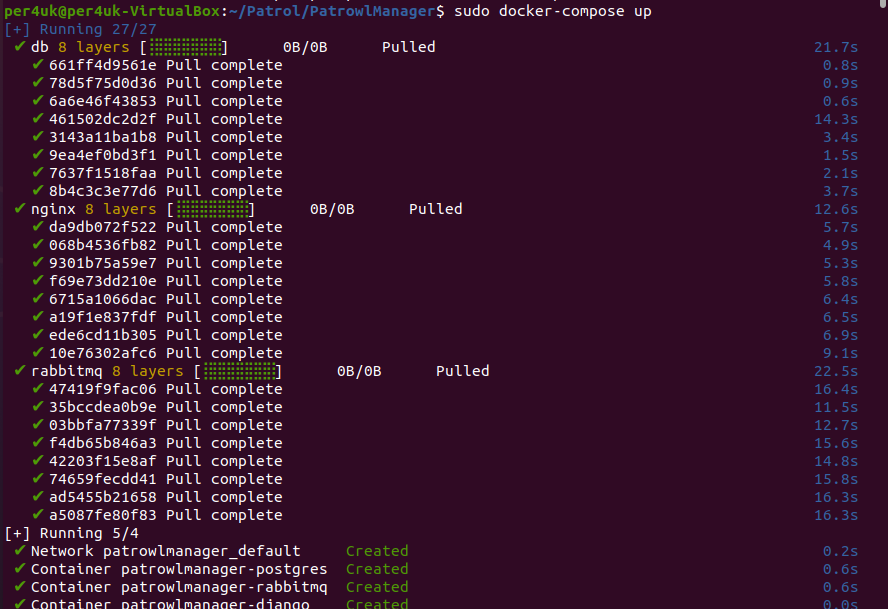 per4uk@per4uk-VirtualBox:~/Patrol/PatrowlManager$ sudo docker-compose up
[+] Running 27/27
✔ db 8 layers [⣿⣿⣿⣿⣿⣿⣿⣿] 0B/0B Pulled 21.7s
✔ 661ff4d9561e Pull complete 0.8s
✔ 78d5f75d0d36 Pull complete 0.9s
✔ 6a6e46f43853 Pull complete 0.6s
✔ 461502dc2d2f Pull complete 14.3s
✔ 3143a11ba1b8 Pull complete 3.4s
✔ 9ea4ef0bd3f1 Pull complete 1.5s
✔ 7637f1518faa Pull complete 2.1s
✔ 8b4c3c3e77d6 Pull complete 3.7s
✔ nginx 8 layers [⣿⣿⣿⣿⣿⣿⣿⣿] 0B/0B Pulled 12.6s
✔ da9db072f522 Pull complete 5.7s
✔ 068b4536fb82 Pull complete 4.9s
✔ 9301b75a59e7 Pull complete 5.3s
✔ f69e73dd210e Pull complete 5.8s
✔ 6715a1066dac Pull complete 6.4s
✔ a19f1e837fdf Pull complete 6.5s
✔ ede6cd11b305 Pull complete 6.9s
✔ 10e76302afc6 Pull complete 9.1s
✔ rabbitmq 8 layers [⣿⣿⣿⣿⣿⣿⣿⣿] 0B/0B Pulled 22.5s
✔ 47419f9fac06 Pull complete 16.4s
✔ 35bccdea0b9e Pull complete 11.5s
✔ 03bbfa77339f Pull complete 12.7s
✔ f4db65b846a3 Pull complete 15.6s
✔ 42203f15e8af Pull complete 14.8s
✔ 74659fecdd41 Pull complete 15.8s
✔ ad5455b21658 Pull complete 16.3s
✔ a5087fe80f83 Pull complete 16.3s
[+] Running 5/4
✔ Network patrowlmanager_default Created 0.2s
✔ Container patrowlmanager-postgres Created 0.6s
✔ Container patrowlmanager-rabbitmq Created 0.6s
✔ Container patrowlmanager-django Created 0.0s